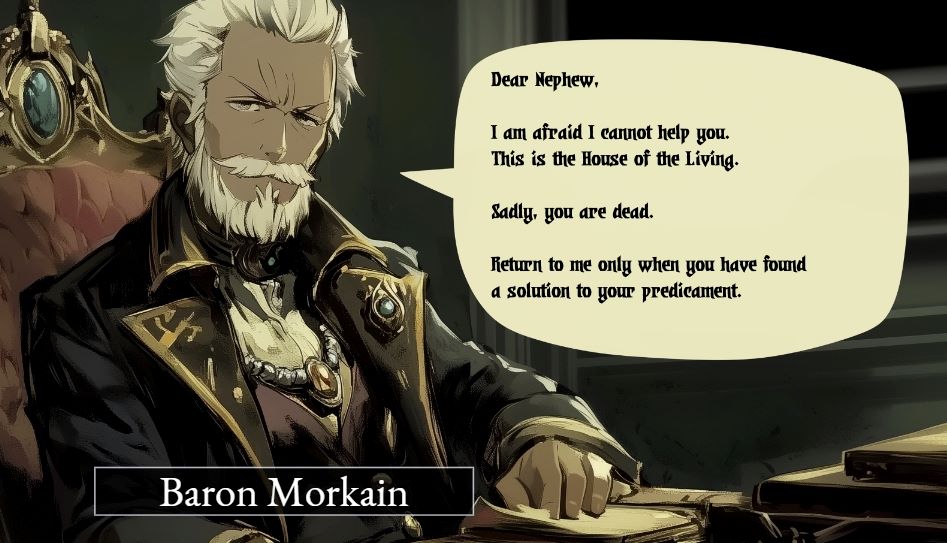 Dear Nephew,
I am afraid I cannot help you.
This is the House of the Living.
Sadly, you are dead.
Return to me only when you have found
a solution to your predicament.
Baron Morkain